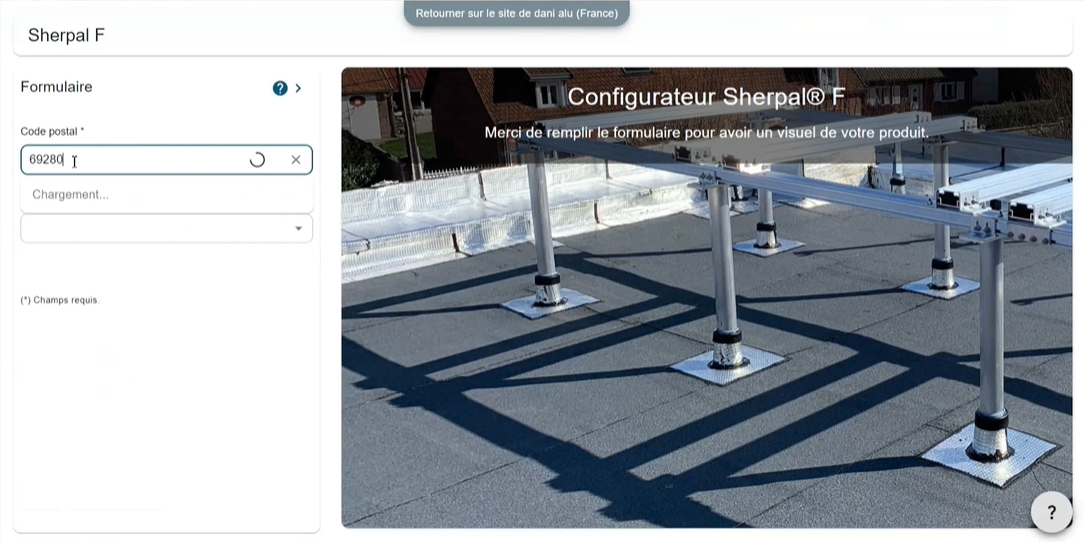 Retourner sur le site de dani alu (France)
Sherpal F
Formulaire
?
Code postal *
69280
Chargement...
(*) Champs requis.
Configurateur Sherpal® F
Merci de remplir le formulaire pour avoir un visuel de votre produit.
?